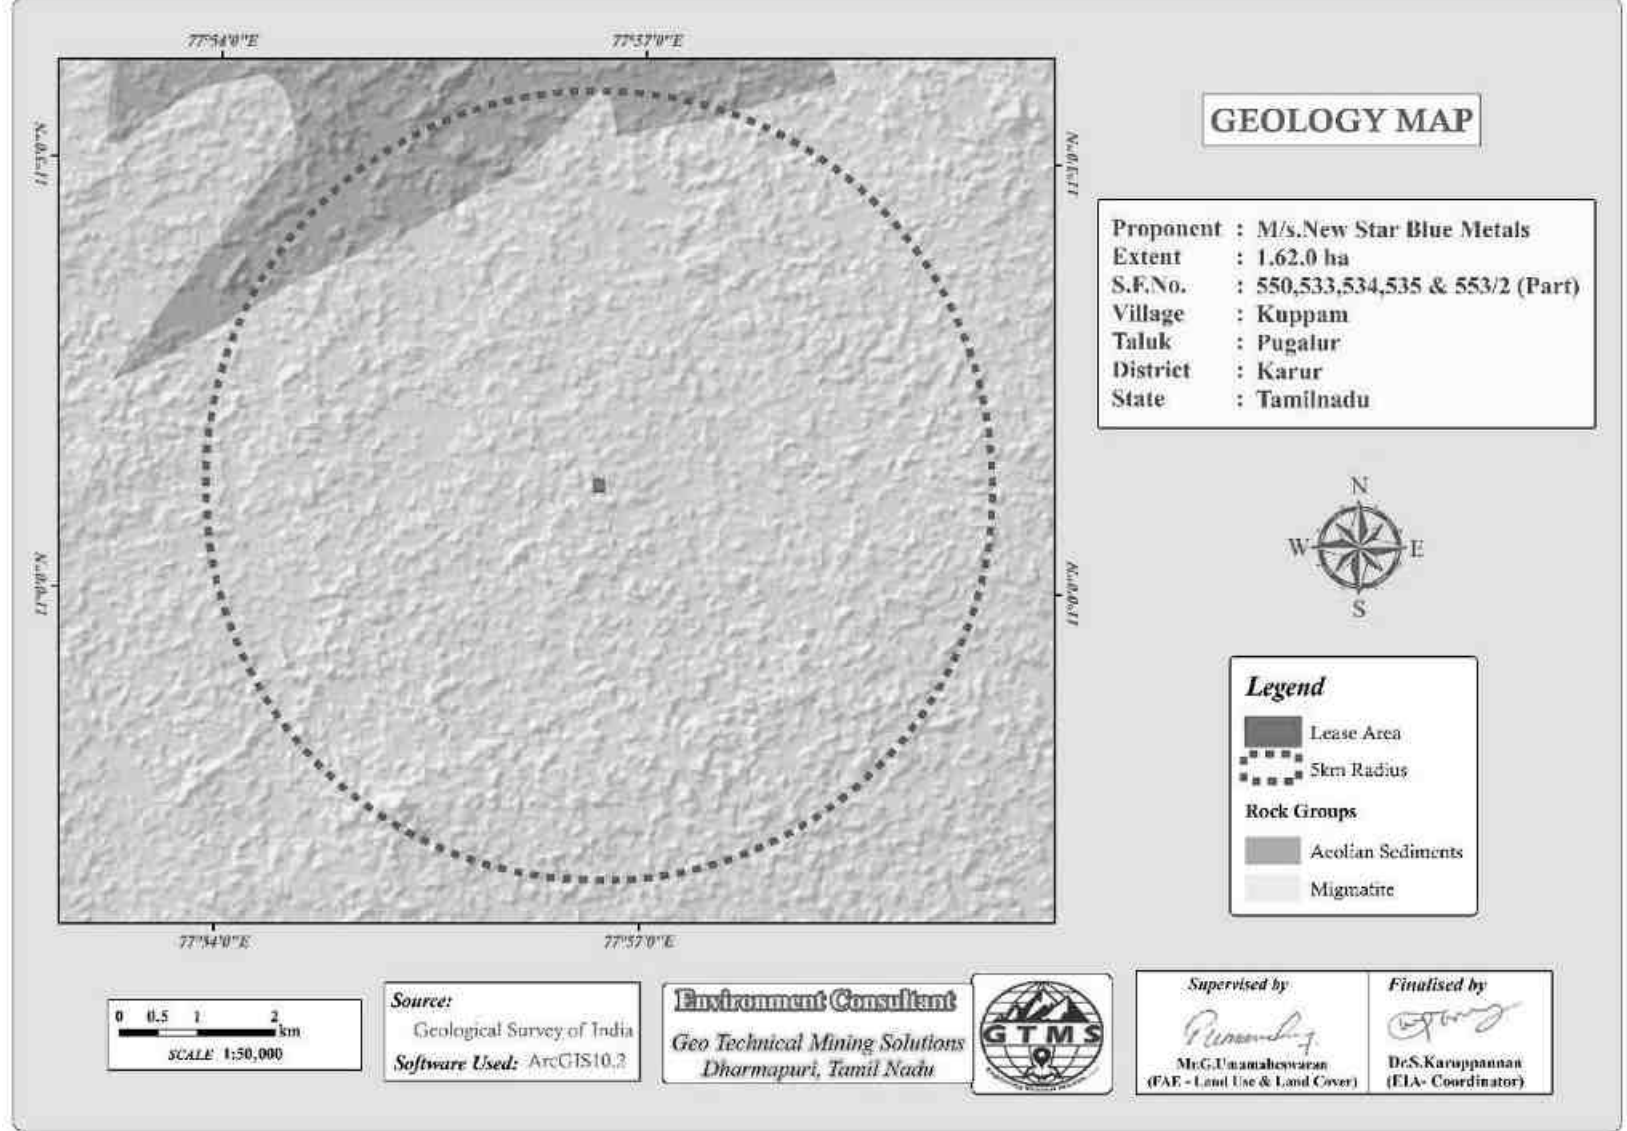 77°54'0"E 77°57'0"E
11°3'0"N
11°3'0"N
11°0'0"N
11°0'0"N
77°54'0"E 77°57'0"E
GEOLOGY MAP
Proponent : M/s.New Star Blue Metals
Extent : 1.62.0 ha
S.F.No. : 550,533,534,535 & 553/2 (Part)
Village : Kuppam
Taluk : Pugalur
District : Karur
State : Tamilnadu
N
W E
S
Legend
Lease Area
5km Radius
Rock Groups
Aeolian Sediments
Migmatite
0 0.5 1 2
km
SCALE 1:50,000
Source:
Geological Survey of India
Software Used: ArcGIS10.2
Environment Consultant
Geo Technical Mining Solutions
Dharmapuri, Tamil Nadu
GTMS
Supervised by
Mr.G.Umamaheswaran
(FAE - Land Use & Land Cover)
Finalised by
Dr.S.Karuppannan
(EIA- Coordinator)